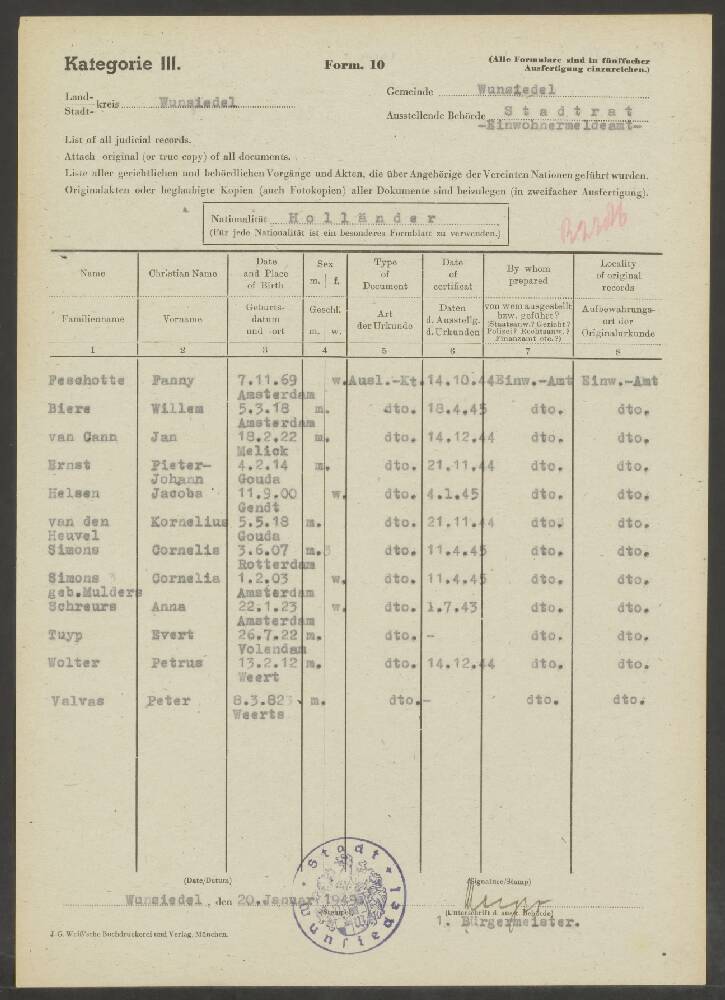 Kategorie III.
Form. 10
(Alle Formulare sind in fünffacher
Ausfertigung einzureichen.)
Land-
Stadt- kreis Wunsiedel
Gemeinde Wunsiedel
Ausstellende Behörde Stadtrat
-Einwohnermeldeamt-
List of all judicial records.
Attach original (or true copy) of all documents.
Liste aller gerichtlichen und behördlichen Vorgänge und Akten, die über Angehörige der Vereinten Nationen geführt wurden.
Originalakten oder beglaubigte Kopien (auch Fotokopien) aller Dokumente sind beizulegen (in zweifacher Ausfertigung).
Nationalität Holländer
(Für jede Nationalität ist ein besonderes Formblatt zu verwenden.)
Name | Christian Name | Date and Place of Birth | Sex m. f. | Type of Document | Date of certificat | By whom prepared | Locality of original records
Familienname | Vorname | Geburts-datum und -ort | Geschl. m. w. | Art der Urkunde | Daten d. Ausstellg. d. Urkunden | von wem ausgestellt bzw. geführt? (Staatsanw.? Gericht? Polizei? Rechtsanw.? Finanzamt etc.?) | Aufbewahrungs-ort der Originalurkunde
1 2 3 4 5 6 7 8
Peschotte Fanny 7.11.69 w. Ausl.-Kt. 14.10.44 Einw.-Amt Einw.-Amt
Amsterdam
Biere Willem 5.3.18 m. dto. 18.4.45 dto. dto.
Amsterdam
van Cann Jan 18.2.22 m. dto. 14.12.44 dto. dto.
Melick
Ernst Pieter- 4.2.14 m. dto. 21.11.44 dto. dto.
Johann Gouda
Helsen Jacoba 11.9.00 w. dto. 4.1.45 dto. dto.
Gendt
van den Kornelius 5.5.18 m. dto. 21.11.44 dto. dto.
Heuvel Gouda
Simons Cornelis 3.6.07 m. dto. 11.4.45 dto. dto.
Rotterdam
Simons Cornelia 1.2.03 w. dto. 11.4.45 dto. dto.
geb.Mulders Amsterdam
Schreurs Anna 22.1.23 w. dto. 1.7.43 dto. dto.
Amsterdam
Tuyp Evert 26.7.22 m. dto. - dto. dto.
Volendam
Wolter Petrus 13.2.12 m. dto. 14.12.44 dto. dto.
Weert
Valvas Peter 8.3.82 m. dto. - dto. dto.
Weerts
(Date/Datum)
(Signature/Stamp)
Wunsiedel, den 20.Januar 1949
Stadt Wunsiedel
(Unterschrift d. ausst. Behörde)
1. Bürgermeister.
J. G. Weiß'sche Buchdruckerei und Verlag, München.